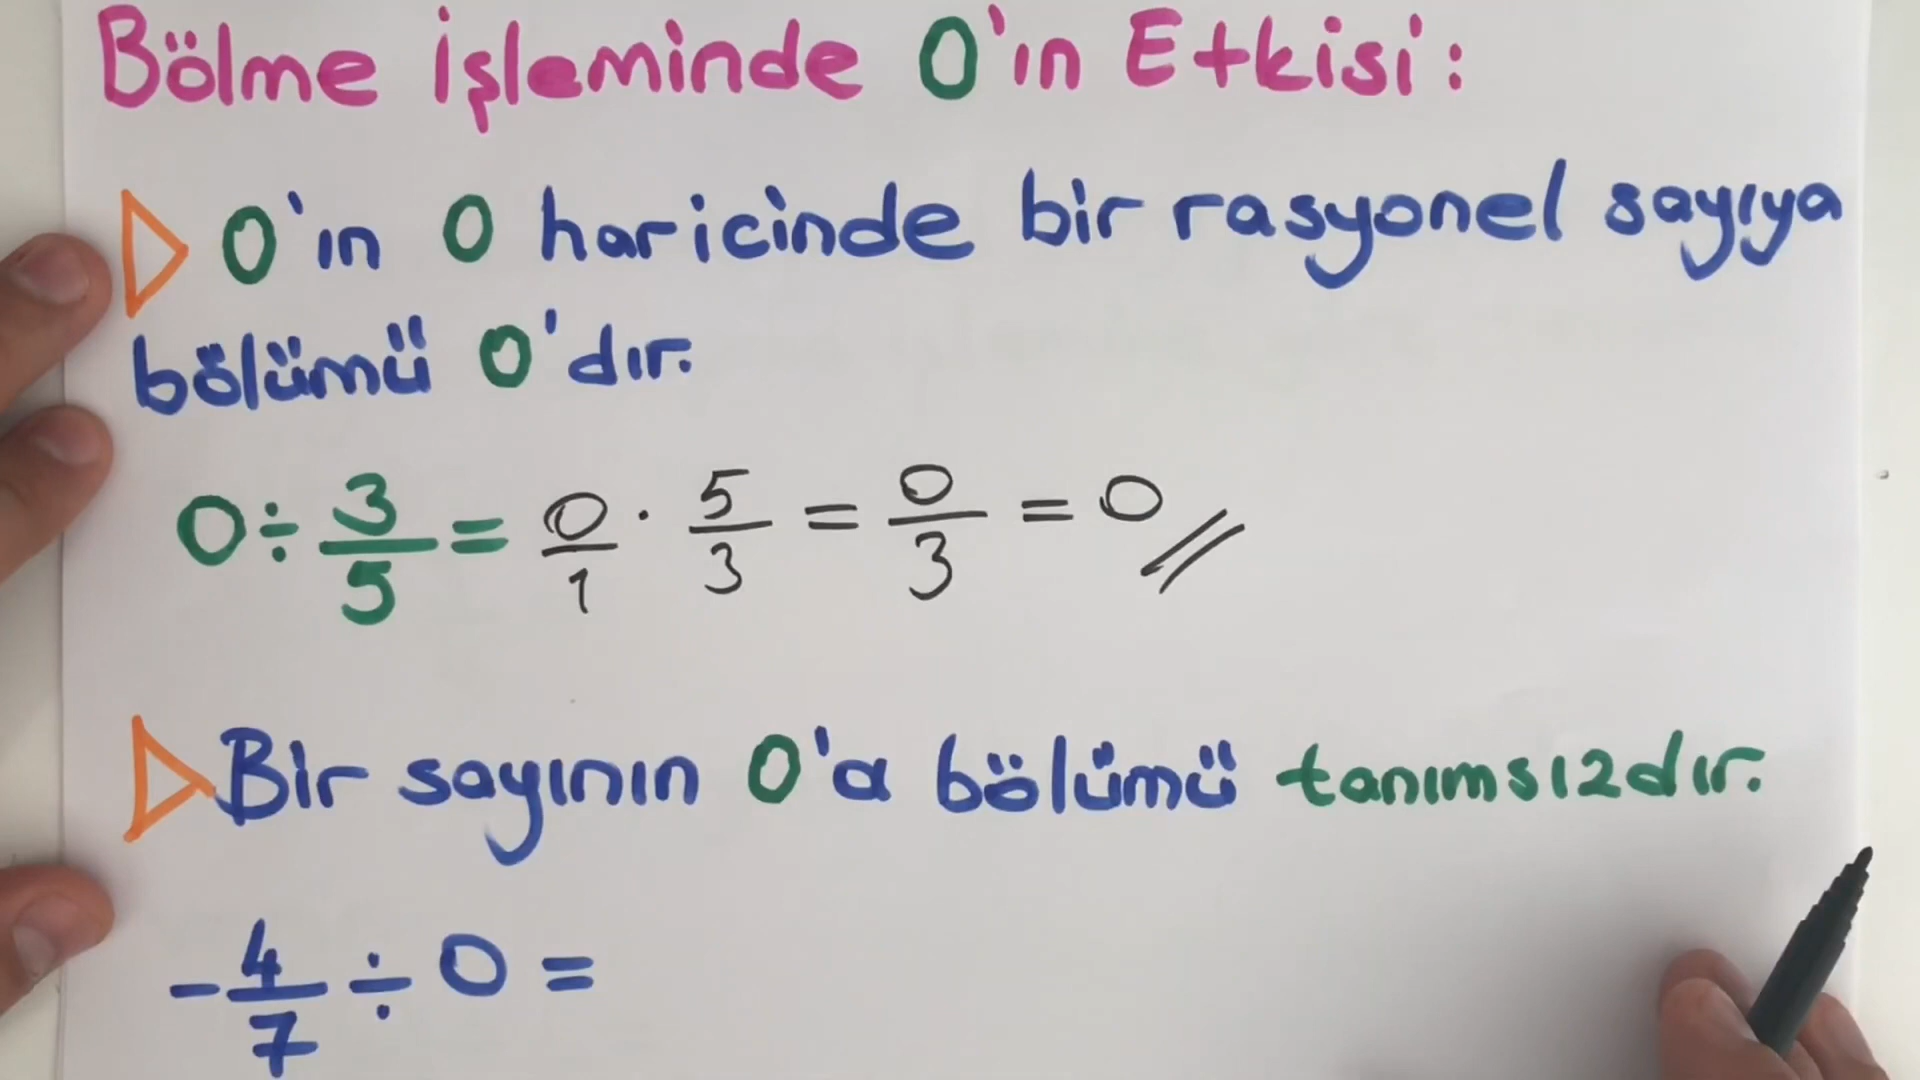 Bölme işleminde 0'ın Etkisi:
0'ın 0 haricinde bir rasyonel sayıya
bölümü 0'dır.
0 ÷ 3/5 = 0/1 · 5/3 = 0/3 = 0//
Bir sayının 0'a bölümü tanımsızdır.
-4/7 ÷ 0 =